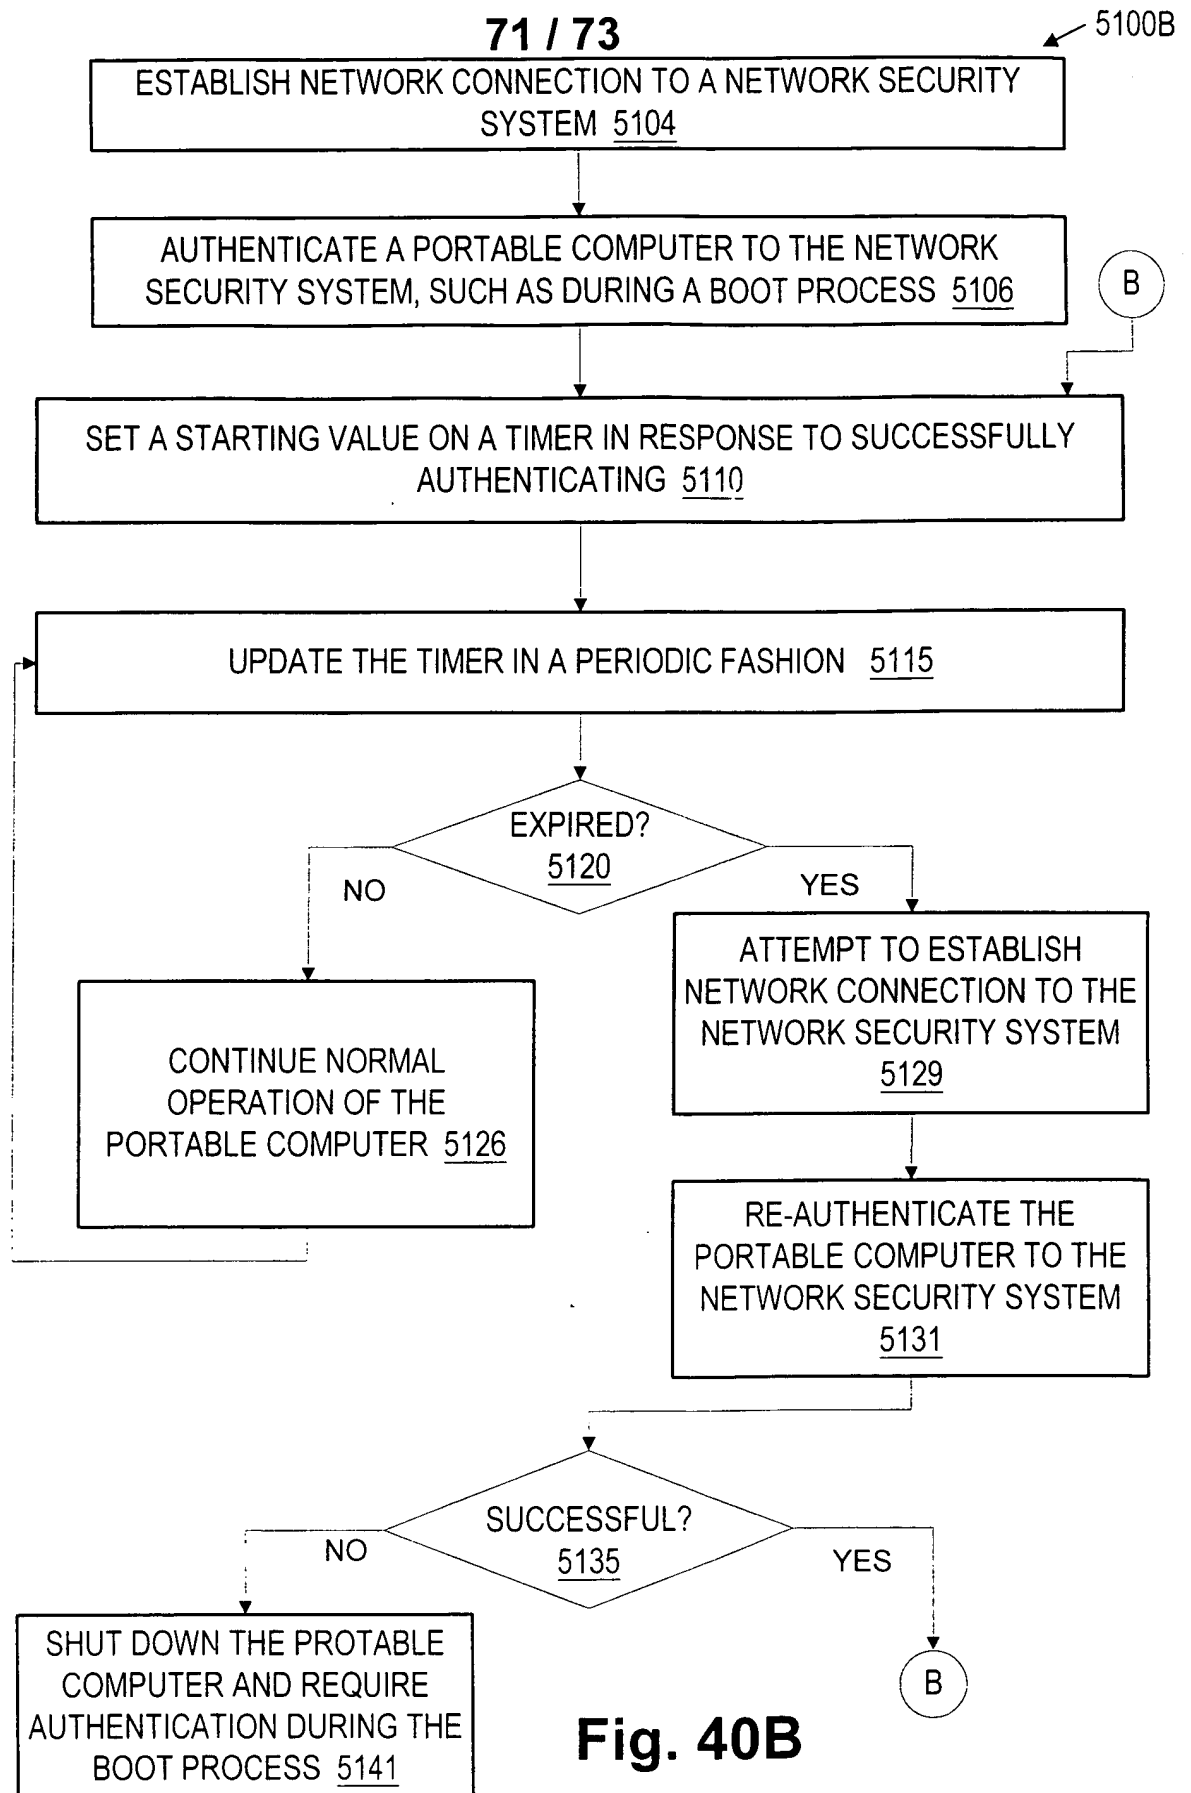 71 / 73
5100B
ESTABLISH NETWORK CONNECTION TO A NETWORK SECURITY
SYSTEM 5104
AUTHENTICATE A PORTABLE COMPUTER TO THE NETWORK
SECURITY SYSTEM, SUCH AS DURING A BOOT PROCESS 5106
B
SET A STARTING VALUE ON A TIMER IN RESPONSE TO SUCCESSFULLY
AUTHENTICATING 5110
UPDATE THE TIMER IN A PERIODIC FASHION 5115
EXPIRED?
5120
NO
YES
CONTINUE NORMAL
OPERATION OF THE
PORTABLE COMPUTER 5126
ATTEMPT TO ESTABLISH
NETWORK CONNECTION TO THE
NETWORK SECURITY SYSTEM
5129
RE-AUTHENTICATE THE
PORTABLE COMPUTER TO THE
NETWORK SECURITY SYSTEM
5131
SUCCESSFUL?
5135
NO
YES
SHUT DOWN THE PROTABLE
COMPUTER AND REQUIRE
AUTHENTICATION DURING THE
BOOT PROCESS 5141
B
Fig. 40B